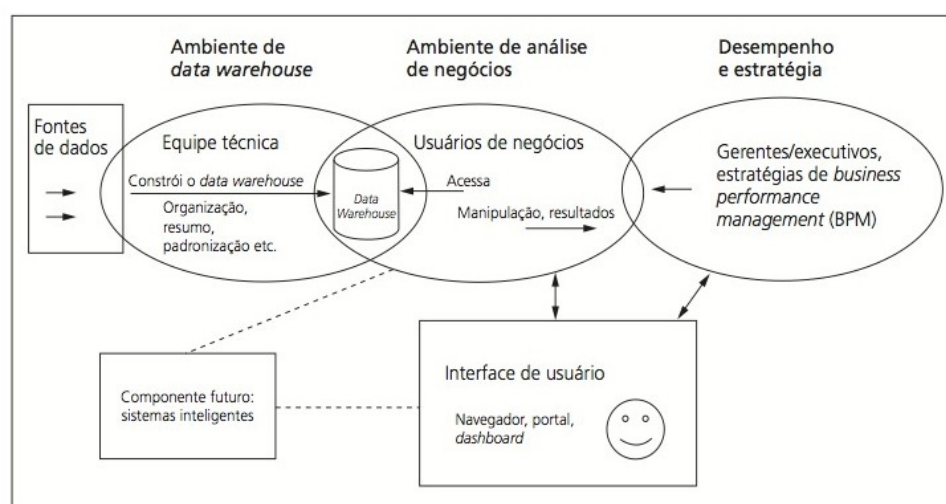 Ambiente de
data warehouse
Ambiente de análise
de negócios
Desempenho
e estratégia
Fontes
de dados
Equipe técnica
Constrói o data warehouse
Organização,
resumo,
padronização etc.
Data
Warehouse
Usuários de negócios
Acessa
Manipulação, resultados
Gerentes/executivos,
estratégias de business
performance
management (BPM)
Componente futuro:
sistemas inteligentes
Interface de usuário
Navegador, portal,
dashboard